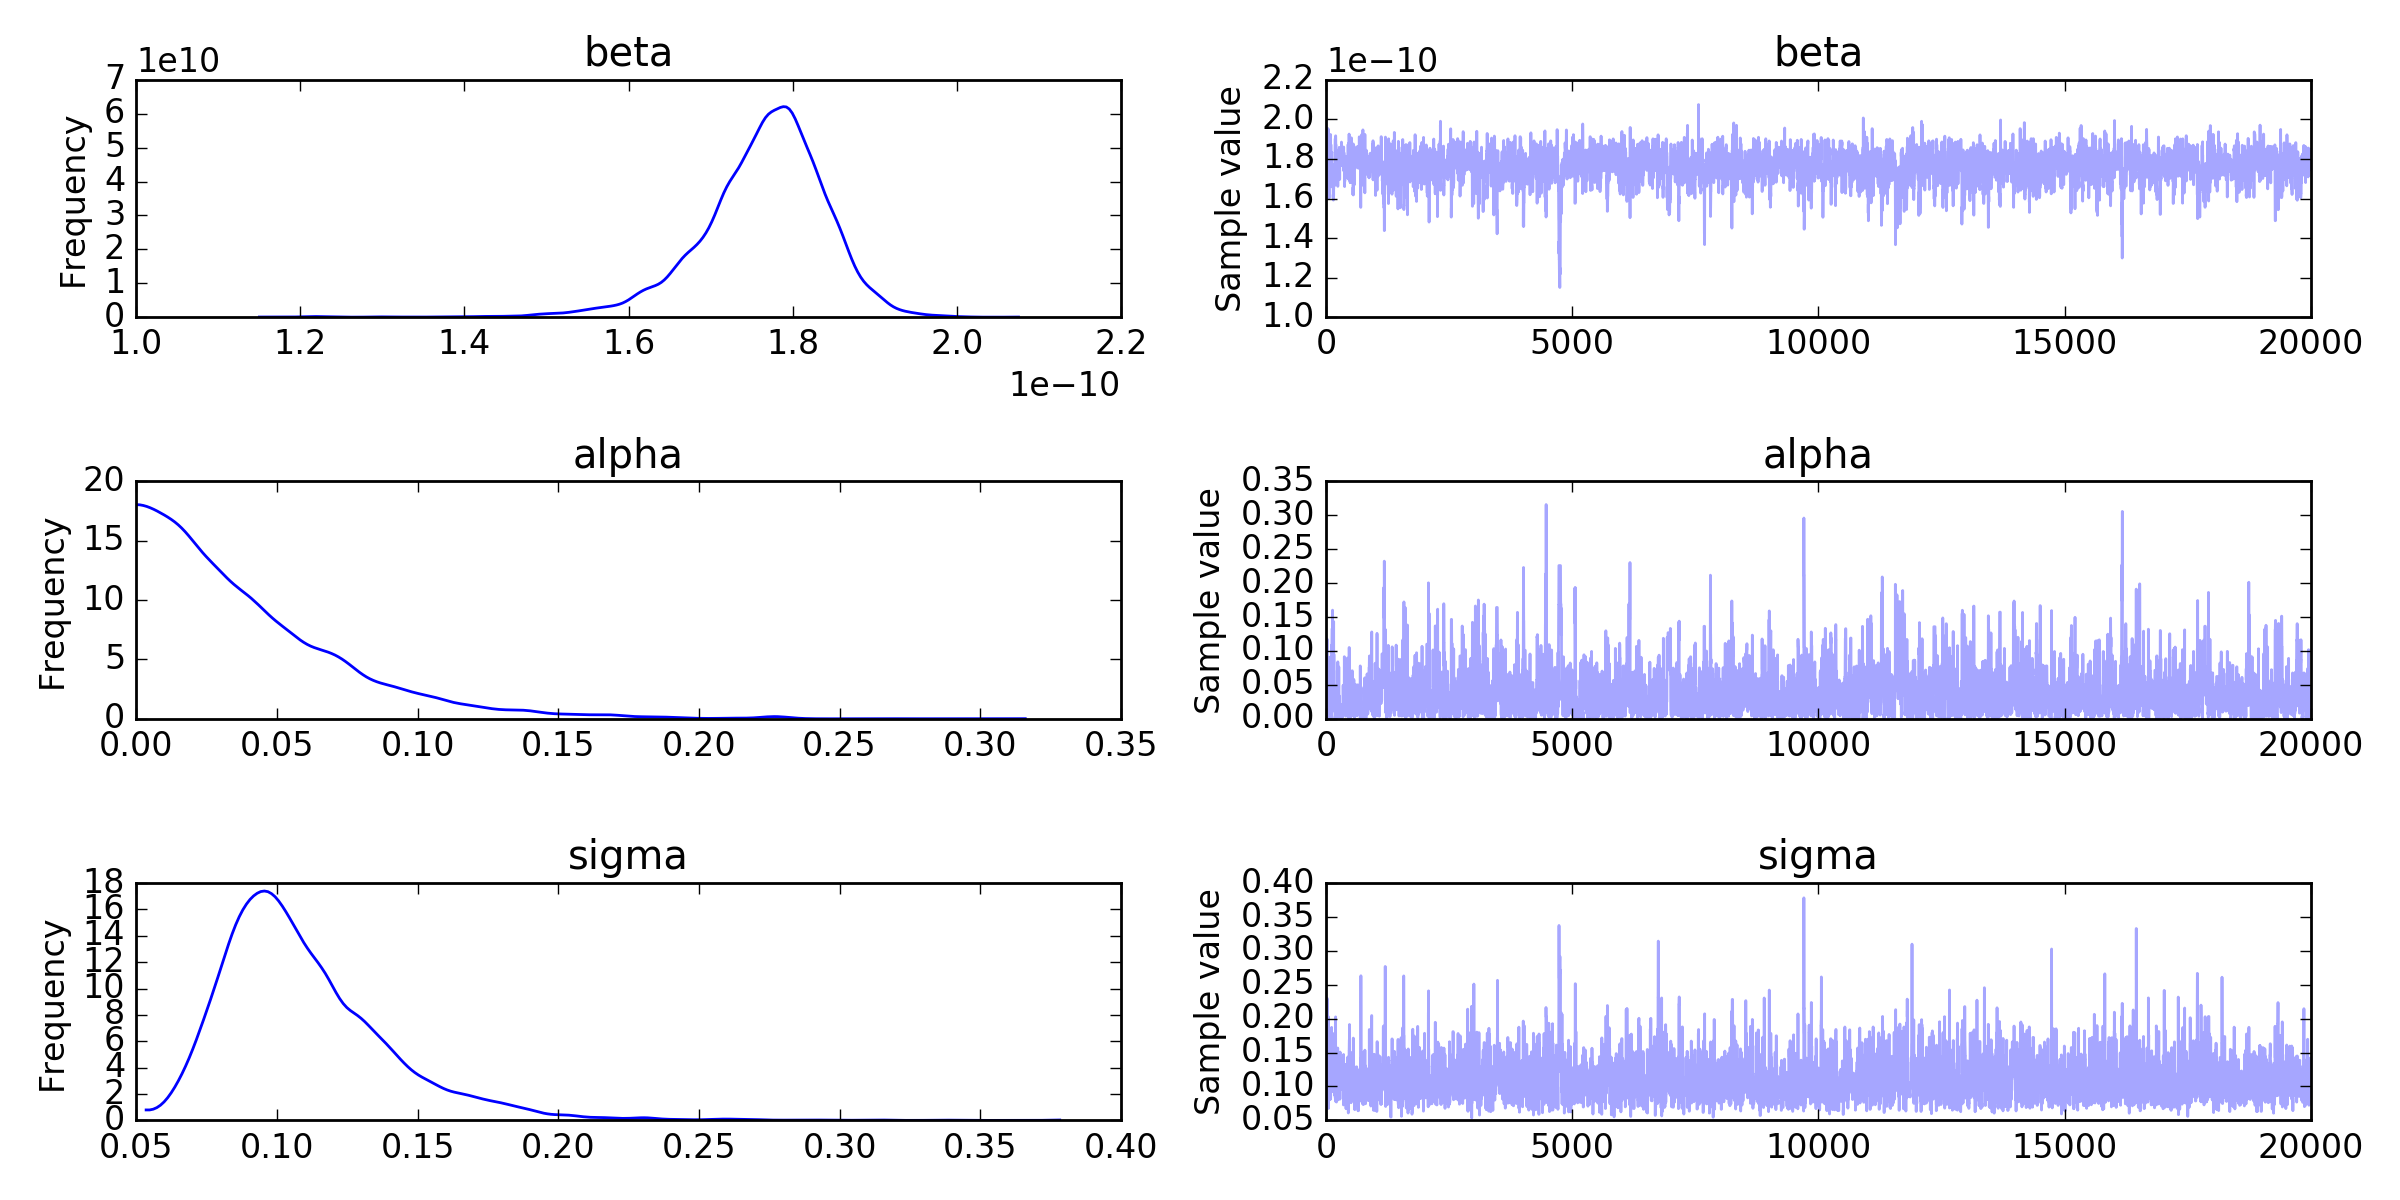 beta
1e10
Frequency
7
6
5
4
3
2
1
0
1.0 1.2 1.4 1.6 1.8 2.0 2.2
1e−10
beta
1e−10
Sample value
2.2
2.0
1.8
1.6
1.4
1.2
1.0
0 5000 10000 15000 20000
alpha
Frequency
20
15
10
5
0
0.00 0.05 0.10 0.15 0.20 0.25 0.30 0.35
alpha
Sample value
0.35
0.30
0.25
0.20
0.15
0.10
0.05
0.00
0 5000 10000 15000 20000
sigma
Frequency
18
16
14
12
10
8
6
4
2
0
0.05 0.10 0.15 0.20 0.25 0.30 0.35 0.40
sigma
Sample value
0.40
0.35
0.30
0.25
0.20
0.15
0.10
0.05
0 5000 10000 15000 20000